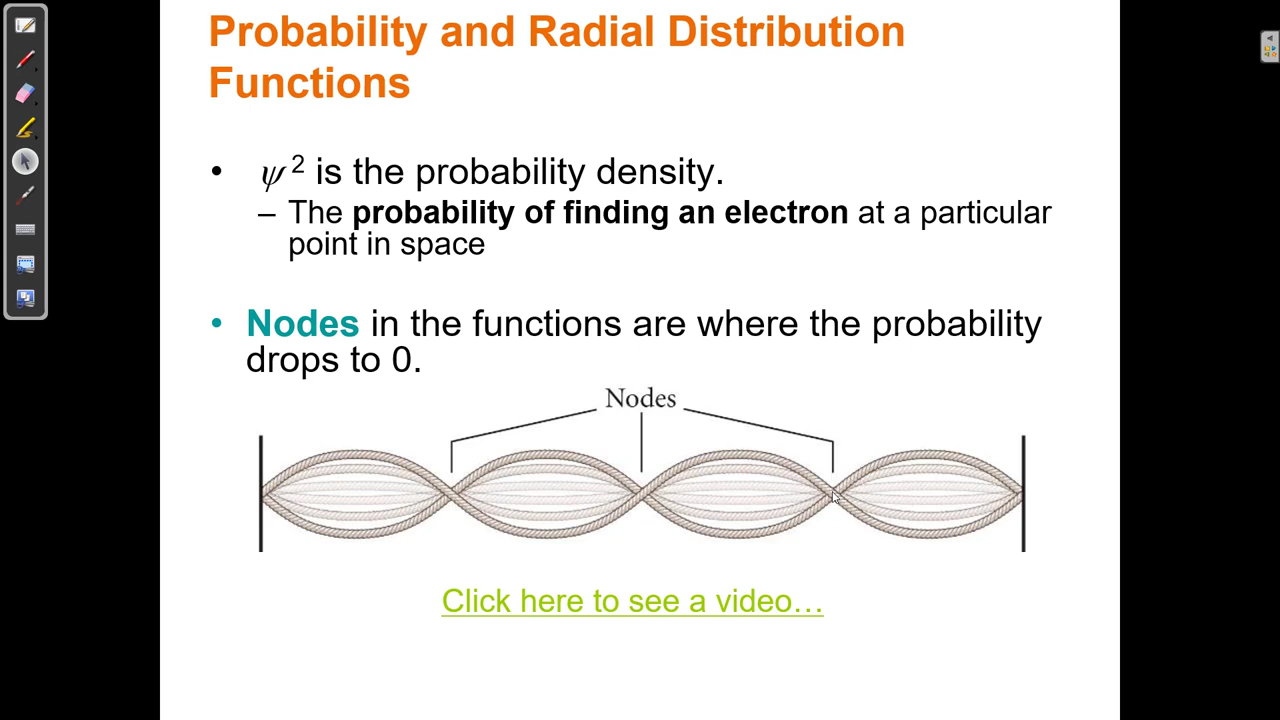 Probability and Radial Distribution
Functions
• ψ² is the probability density.
– The probability of finding an electron at a particular
point in space
• Nodes in the functions are where the probability
drops to 0.
Nodes
Click here to see a video…